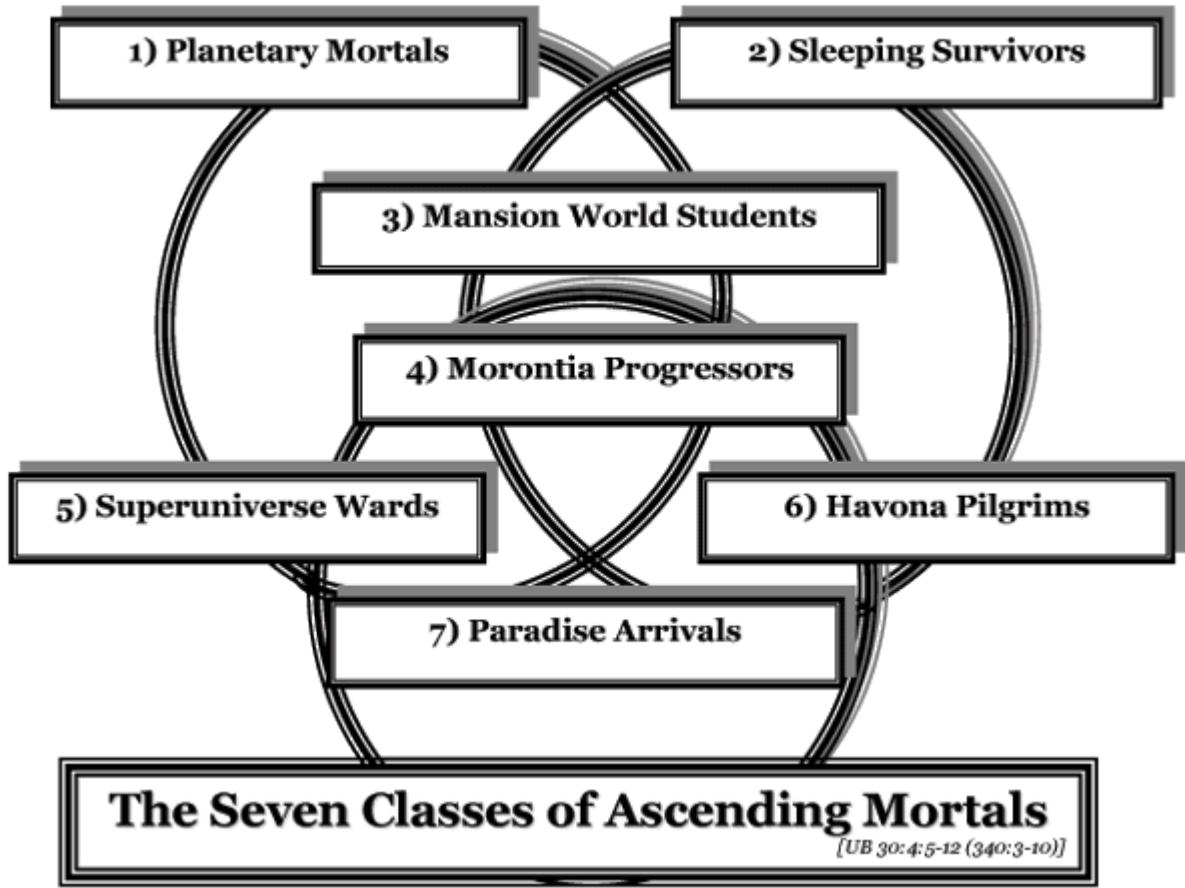 1) Planetary Mortals
2) Sleeping Survivors
3) Mansion World Students
4) Morontia Progressors
5) Superuniverse Wards
6) Havona Pilgrims
7) Paradise Arrivals
The Seven Classes of Ascending Mortals
[UB 30:4:5-12 (340:3-10)]